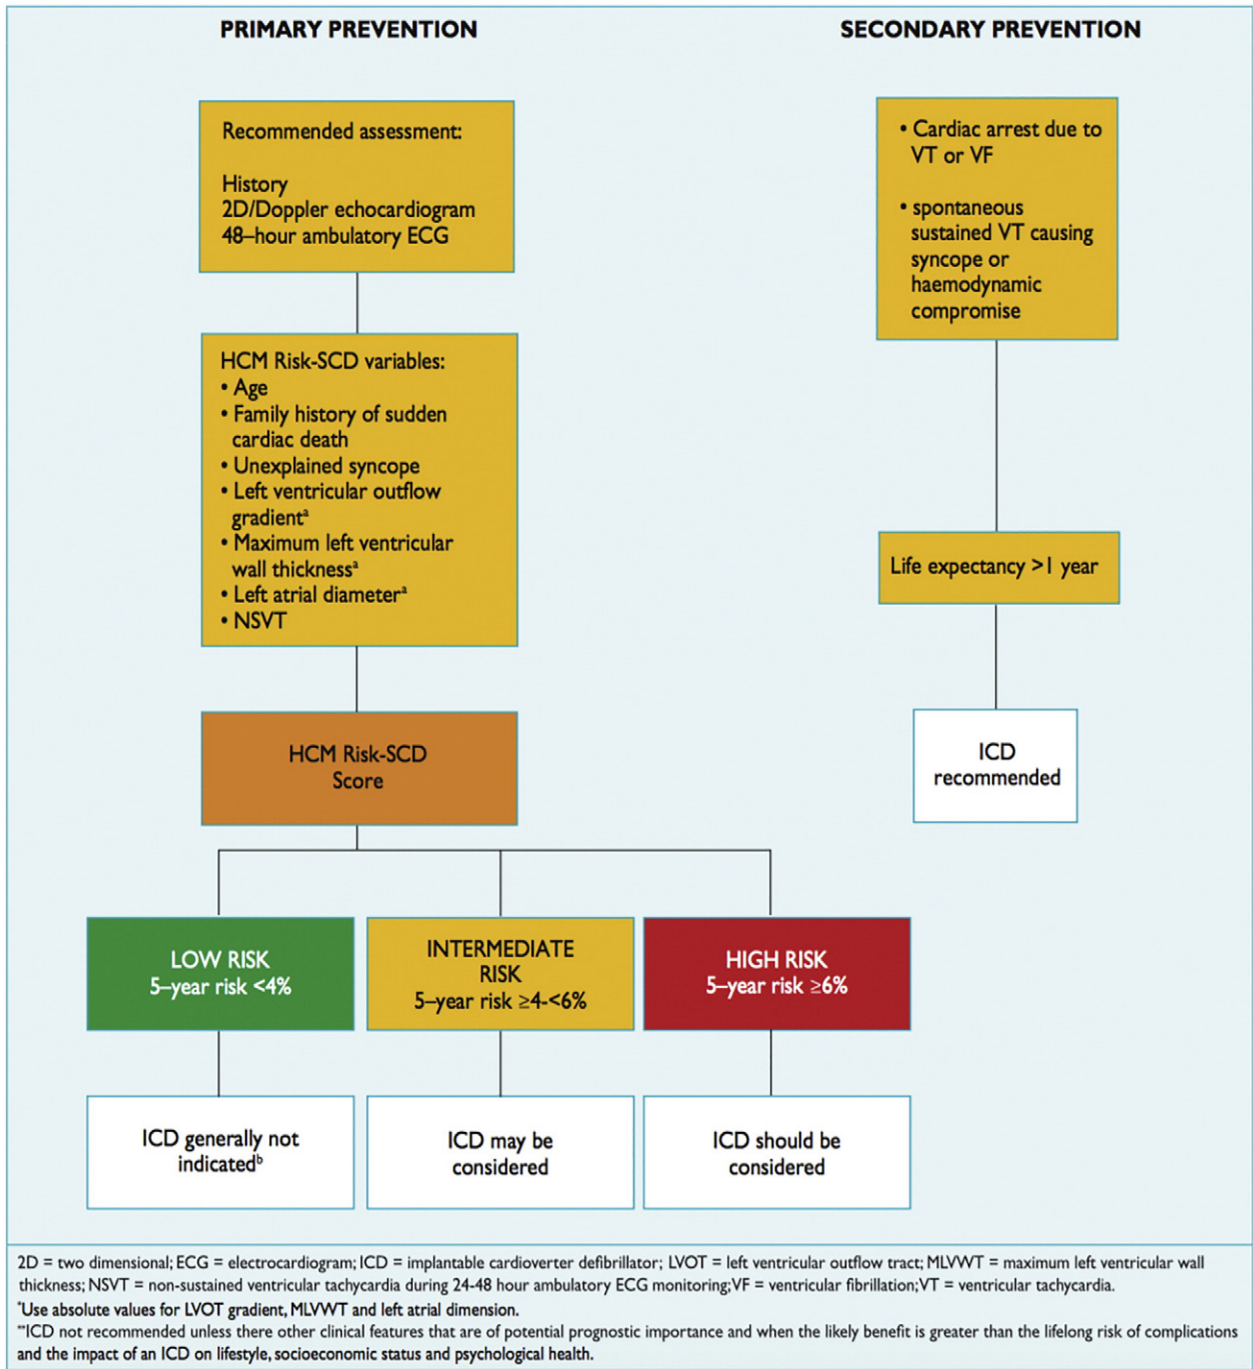 PRIMARY PREVENTION
SECONDARY PREVENTION
Recommended assessment:
History
2D/Doppler echocardiogram
48–hour ambulatory ECG
HCM Risk-SCD variables:
• Age
• Family history of sudden
cardiac death
• Unexplained syncope
• Left ventricular outflow
gradientᵃ
• Maximum left ventricular
wall thicknessᵃ
• Left atrial diameterᵃ
• NSVT
HCM Risk-SCD
Score
LOW RISK
5–year risk <4%
INTERMEDIATE
RISK
5–year risk ≥4-<6%
HIGH RISK
5–year risk ≥6%
ICD generally not
indicatedᵇ
ICD may be
considered
ICD should be
considered
• Cardiac arrest due to
VT or VF
• spontaneous
sustained VT causing
syncope or
haemodynamic
compromise
Life expectancy >1 year
ICD
recommended
2D = two dimensional; ECG = electrocardiogram; ICD = implantable cardioverter defibrillator; LVOT = left ventricular outflow tract; MLVWT = maximum left ventricular wall
thickness; NSVT = non-sustained ventricular tachycardia during 24-48 hour ambulatory ECG monitoring; VF = ventricular fibrillation; VT = ventricular tachycardia.
*Use absolute values for LVOT gradient, MLVWT and left atrial dimension.
**ICD not recommended unless there other clinical features that are of potential prognostic importance and when the likely benefit is greater than the lifelong risk of complications
and the impact of an ICD on lifestyle, socioeconomic status and psychological health.